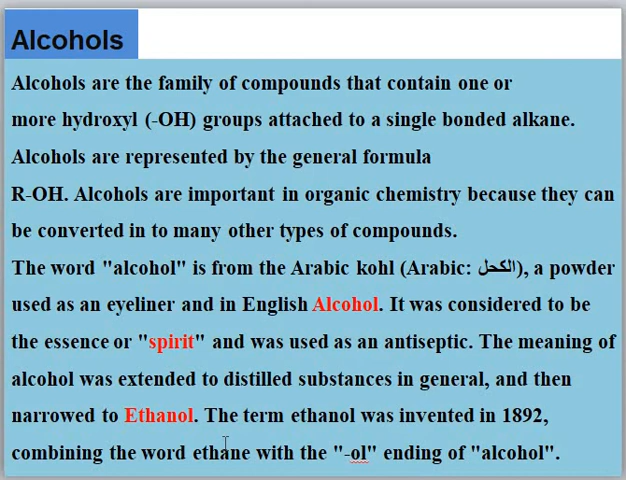 Alcohols
Alcohols are the family of compounds that contain one or
more hydroxyl (-OH) groups attached to a single bonded alkane.
Alcohols are represented by the general formula
R-OH. Alcohols are important in organic chemistry because they can
be converted in to many other types of compounds.
The word "alcohol" is from the Arabic kohl (Arabic: الكحل), a powder
used as an eyeliner and in English Alcohol. It was considered to be
the essence or "spirit" and was used as an antiseptic. The meaning of
alcohol was extended to distilled substances in general, and then
narrowed to Ethanol. The term ethanol was invented in 1892,
combining the word ethane with the "-ol" ending of "alcohol".